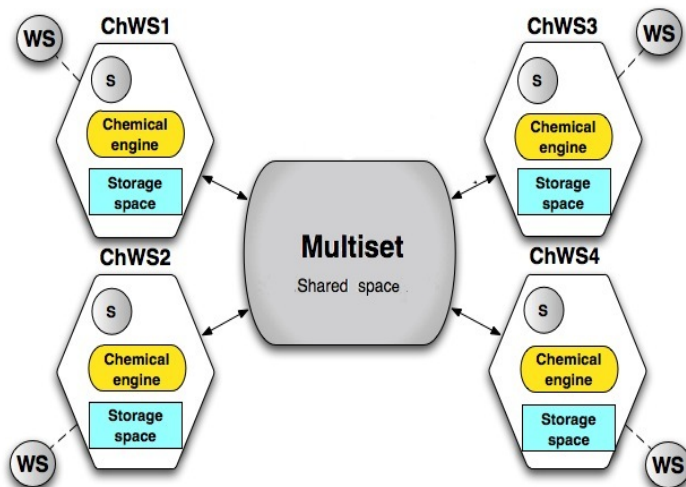 WS
ChWS1
S
Chemical
engine
Storage
space
ChWS3
WS
S
Chemical
engine
Storage
space
Multiset
Shared space
ChWS2
S
Chemical
engine
Storage
space
WS
ChWS4
S
Chemical
engine
Storage
space
WS